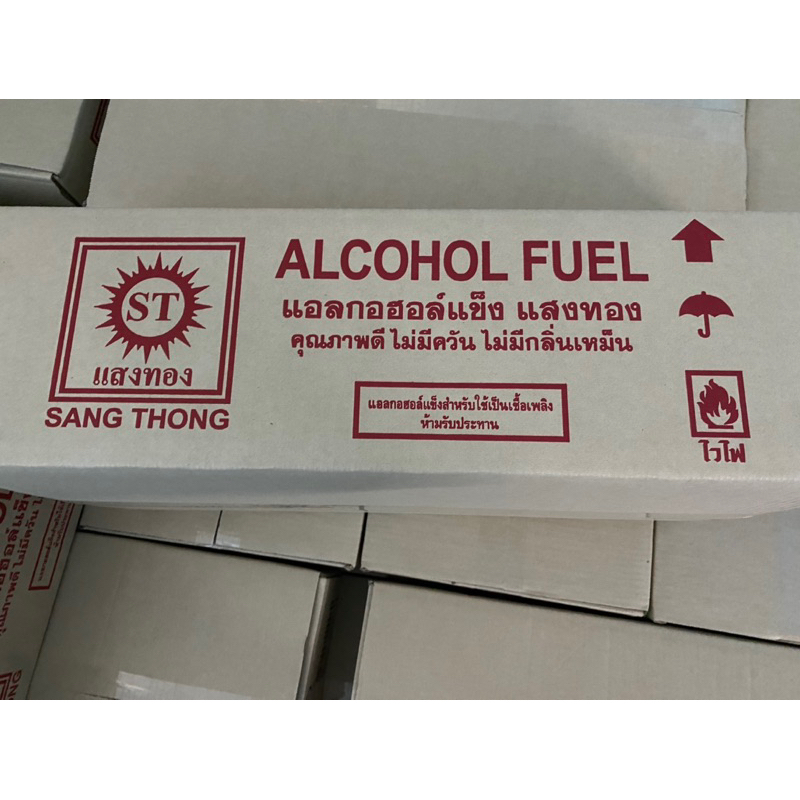 ST
แสงทอง
SANG THONG
ALCOHOL FUEL
แอลกอฮอล์แข็ง แสงทอง
คุณภาพดี ไม่มีควัน ไม่มีกลิ่นเหม็น
แอลกอฮอล์แข็งสำหรับใช้เป็นเชื้อเพลิง
ห้ามรับประทาน
ไวไฟ